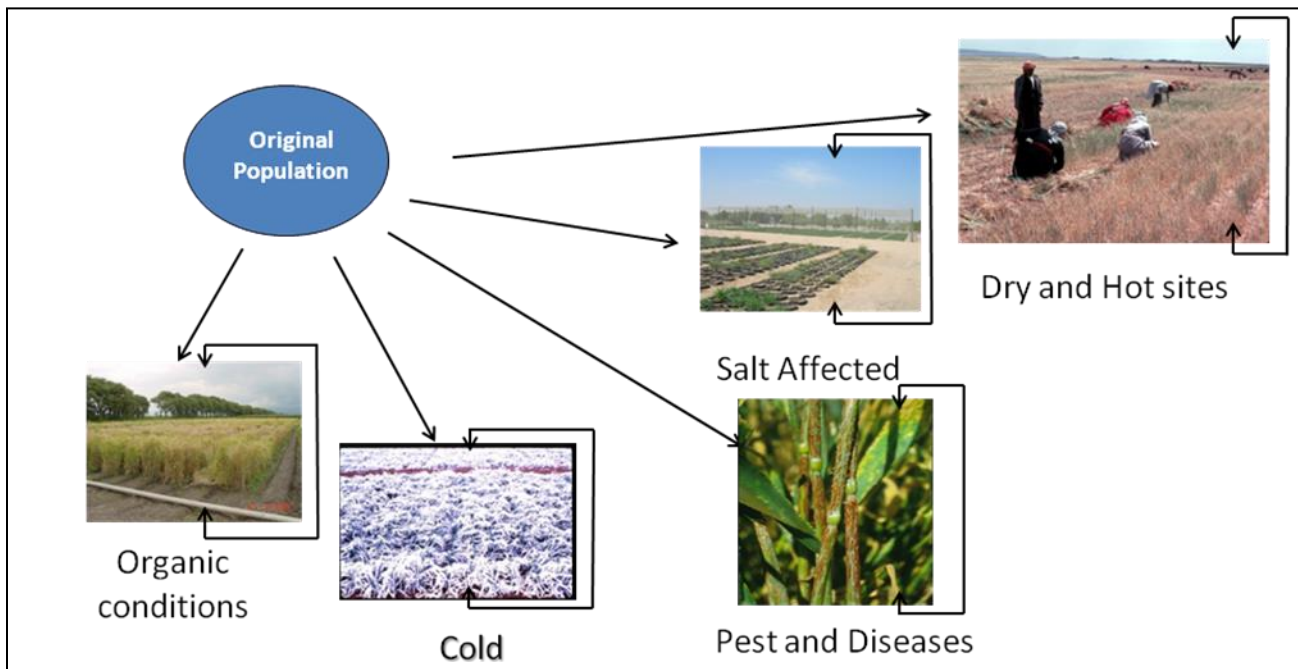 Original
Population
Dry and Hot sites
Salt Affected
Organic
conditions
Cold
Pest and Diseases